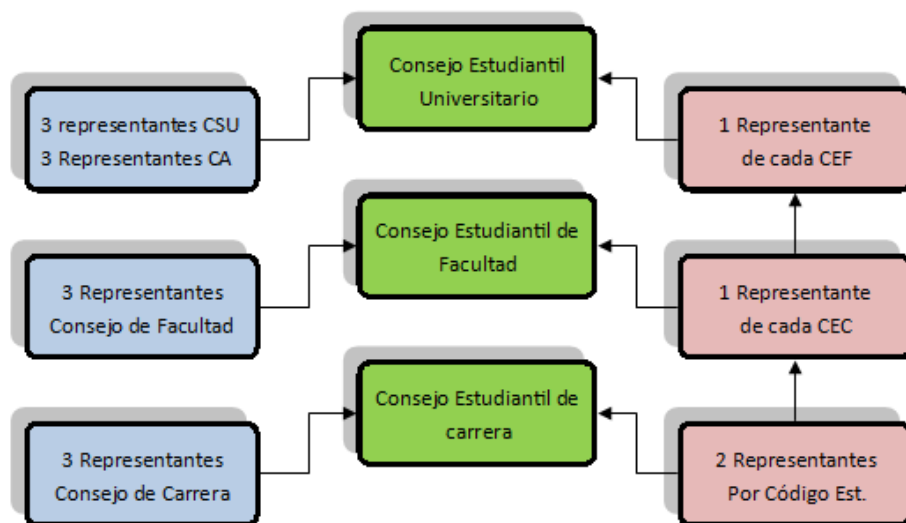 Consejo Estudiantil
Universitario
3 representantes CSU
3 Representantes CA
1 Representante
de cada CEF
Consejo Estudiantil de
Facultad
3 Representantes
Consejo de Facultad
1 Representante
de cada CEC
Consejo Estudiantil de
carrera
3 Representantes
Consejo de Carrera
2 Representantes
Por Código Est.